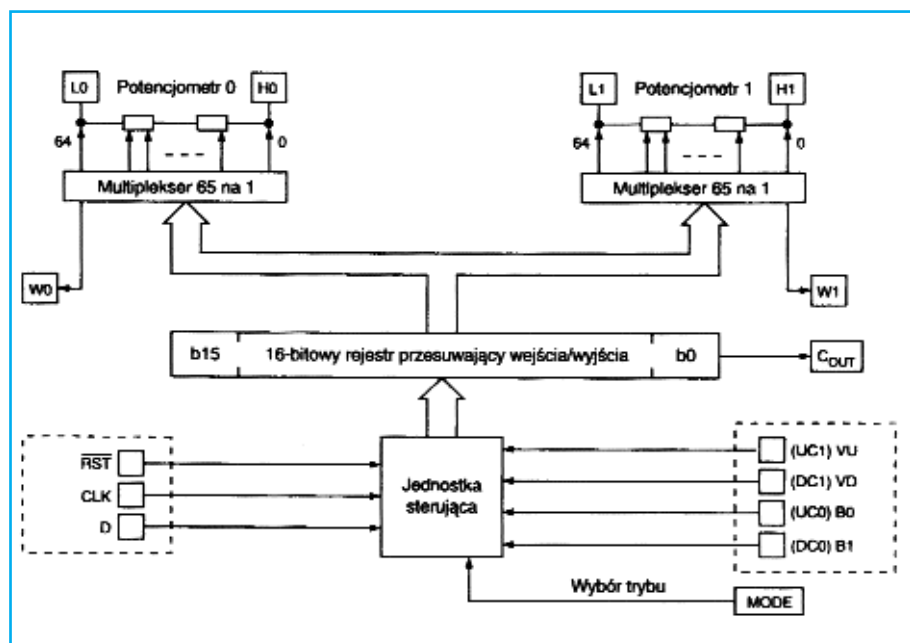 L0 Potencjometr 0 H0
L1 Potencjometr 1 H1
64 0
64 0
Multiplekser 65 na 1
Multiplekser 65 na 1
W0
W1
b15 16-bitowy rejestr przesuwający wejścia/wyjścia b0
COUT
RST
CLK
D
Jednostka
sterująca
(UC1) VU
(DC1) VD
(UC0) B0
(DC0) B1
Wybór trybu
MODE